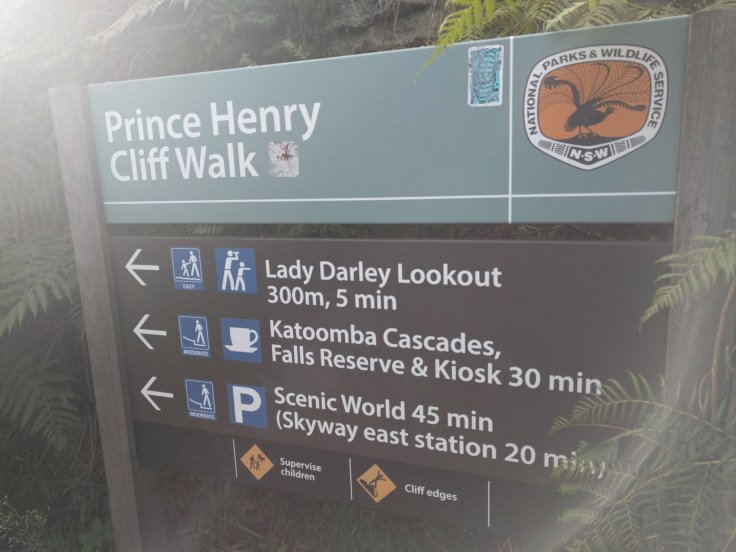 Prince Henry
Cliff Walk
NATIONAL PARKS & WILDLIFE SERVICE
N·S·W
EASY
Lady Darley Lookout
300m, 5 min
MODERATE
Katoomba Cascades,
Falls Reserve & Kiosk 30 min
MODERATE
P
Scenic World 45 min
(Skyway east station 20 min)
Supervise
children
Cliff edges